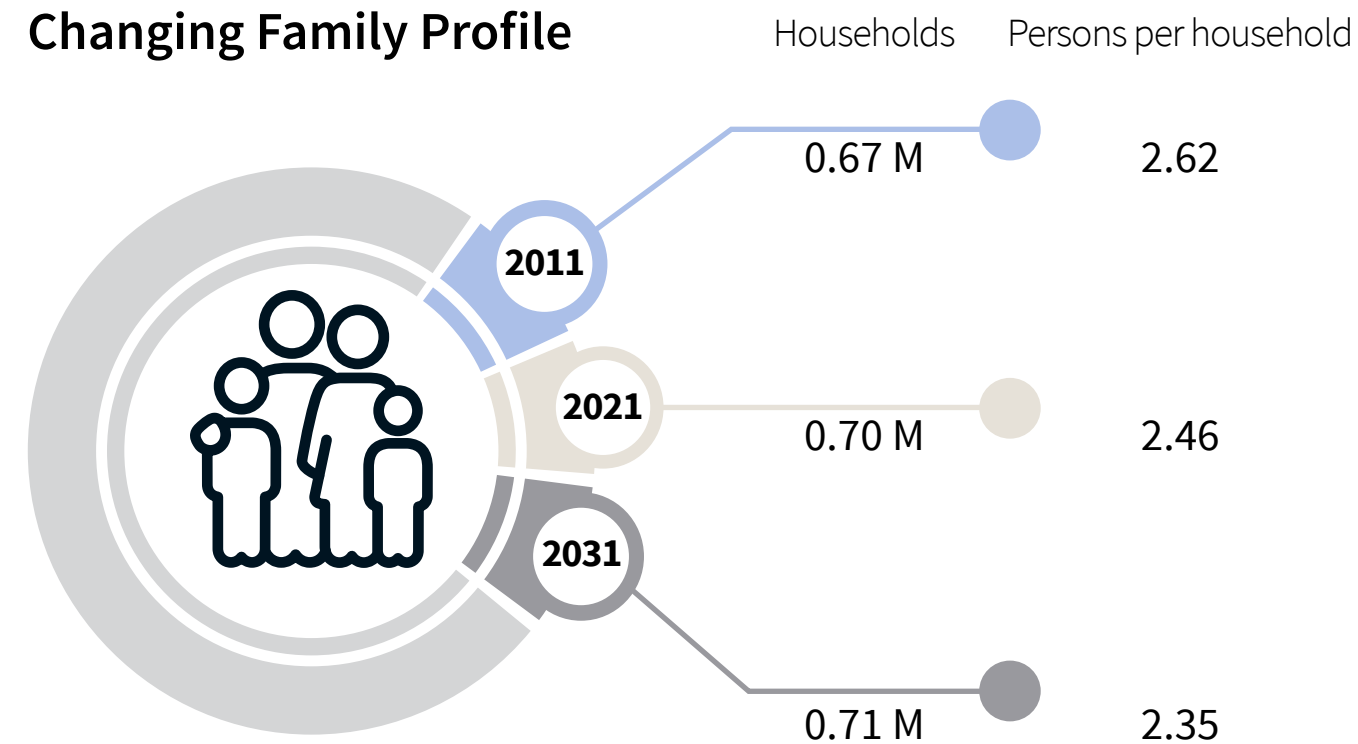 Changing Family Profile
Households
Persons per household
2011
0.67 M
2.62
2021
0.70 M
2.46
2031
0.71 M
2.35